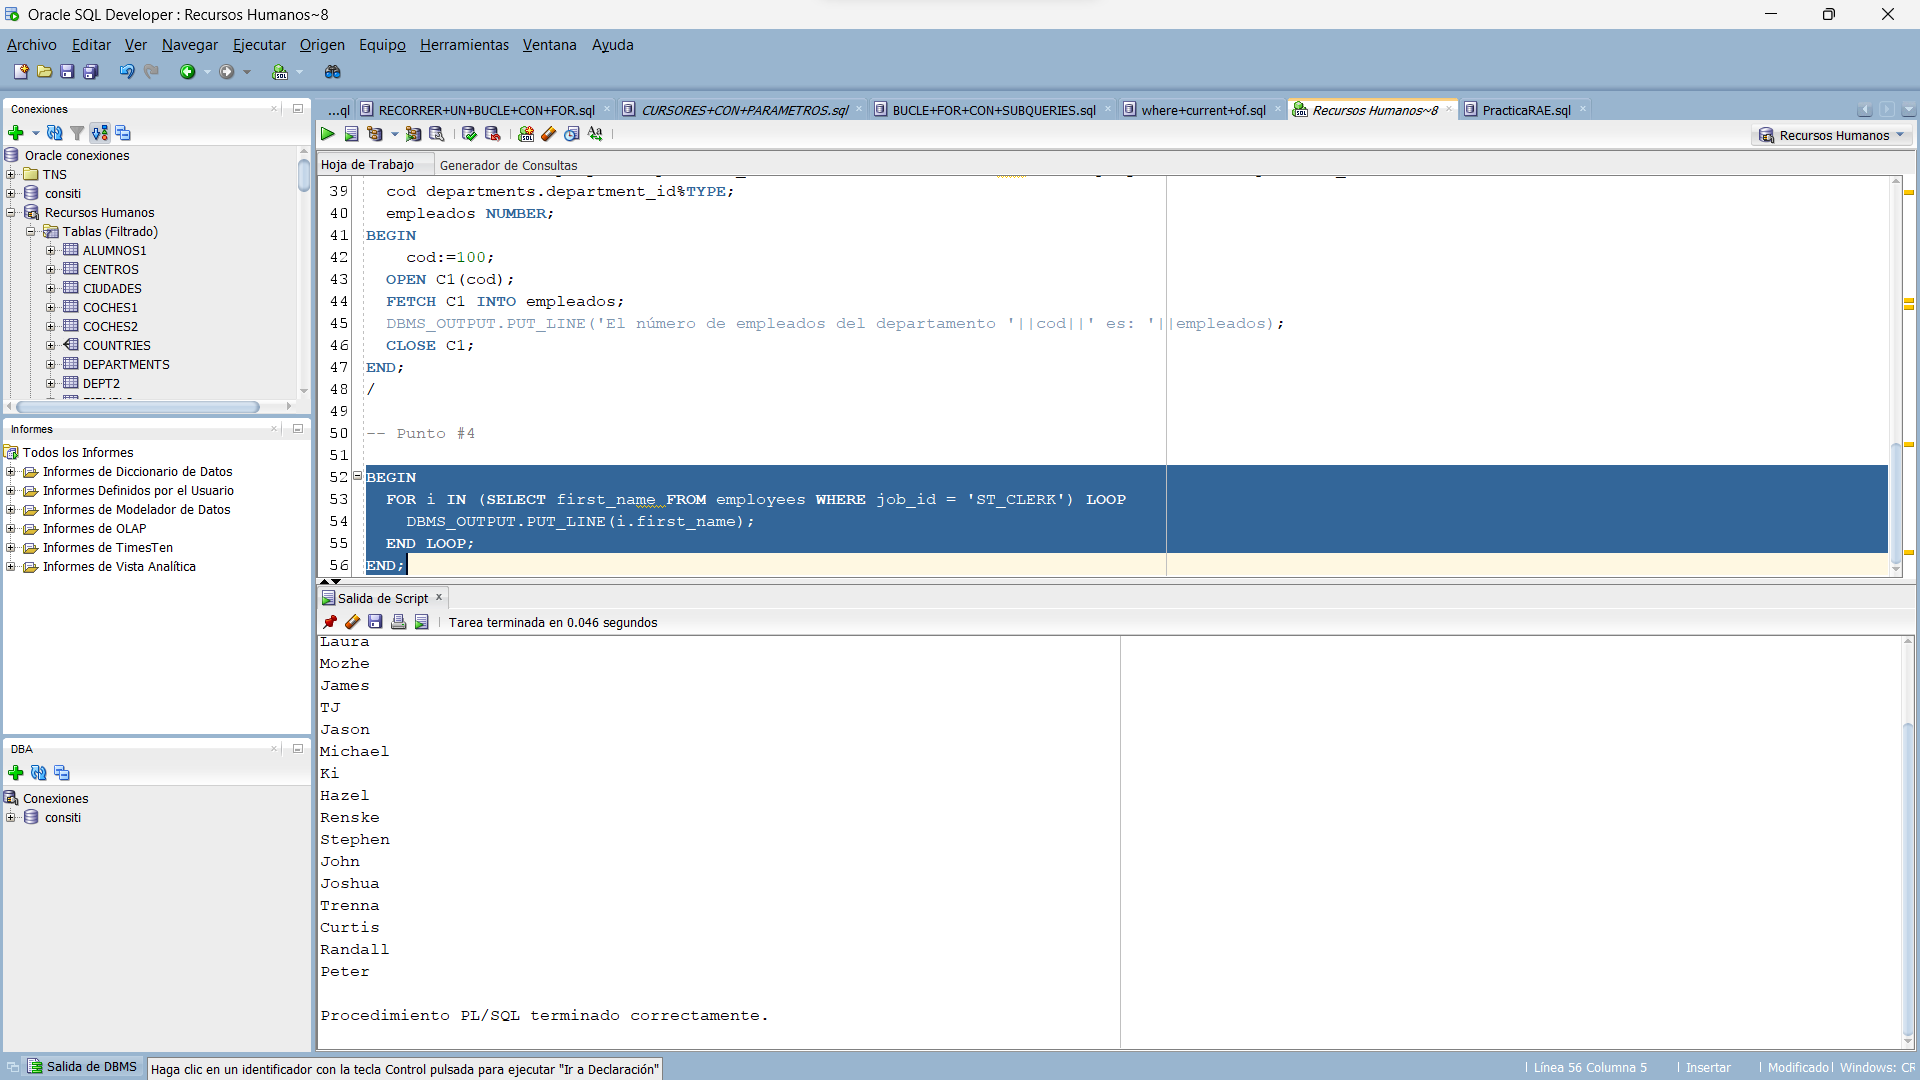 Oracle SQL Developer : Recursos Humanos~8
Archivo Editar Ver Navegar Ejecutar Origen Equipo Herramientas Ventana Ayuda
Conexiones
Oracle conexiones
TNS
consiti
Recursos Humanos
Tablas (Filtrado)
ALUMNOS1
CENTROS
CIUDADES
COCHES1
COCHES2
COUNTRIES
DEPARTMENTS
DEPT2
Informes
Todos los Informes
Informes de Diccionario de Datos
Informes Definidos por el Usuario
Informes de Modelador de Datos
Informes de OLAP
Informes de TimesTen
Informes de Vista Analítica
DBA
Conexiones
consiti
...ql RECORRER+UN+BUCLE+CON+FOR.sql CURSORES+CON+PARAMETROS.sql BUCLE+FOR+CON+SUBQUERIES.sql where+current+of.sql Recursos Humanos~8 PracticaRAE.sql
Recursos Humanos
Hoja de Trabajo Generador de Consultas
39 cod departments.department_id%TYPE;
40 empleados NUMBER;
41 BEGIN
42 cod:=100;
43 OPEN C1(cod);
44 FETCH C1 INTO empleados;
45 DBMS_OUTPUT.PUT_LINE('El número de empleados del departamento '||cod||' es: '||empleados);
46 CLOSE C1;
47 END;
48 /
49
50 -- Punto #4
51
52 BEGIN
53 FOR i IN (SELECT first_name FROM employees WHERE job_id = 'ST_CLERK') LOOP
54 DBMS_OUTPUT.PUT_LINE(i.first_name);
55 END LOOP;
56 END;
Salida de Script
Tarea terminada en 0.046 segundos
Laura
Mozhe
James
TJ
Jason
Michael
Ki
Hazel
Renske
Stephen
John
Joshua
Trenna
Curtis
Randall
Peter
Procedimiento PL/SQL terminado correctamente.
Salida de DBMS
Haga clic en un identificador con la tecla Control pulsada para ejecutar "Ir a Declaración"
Línea 56 Columna 5 Insertar Modificado Windows: CR